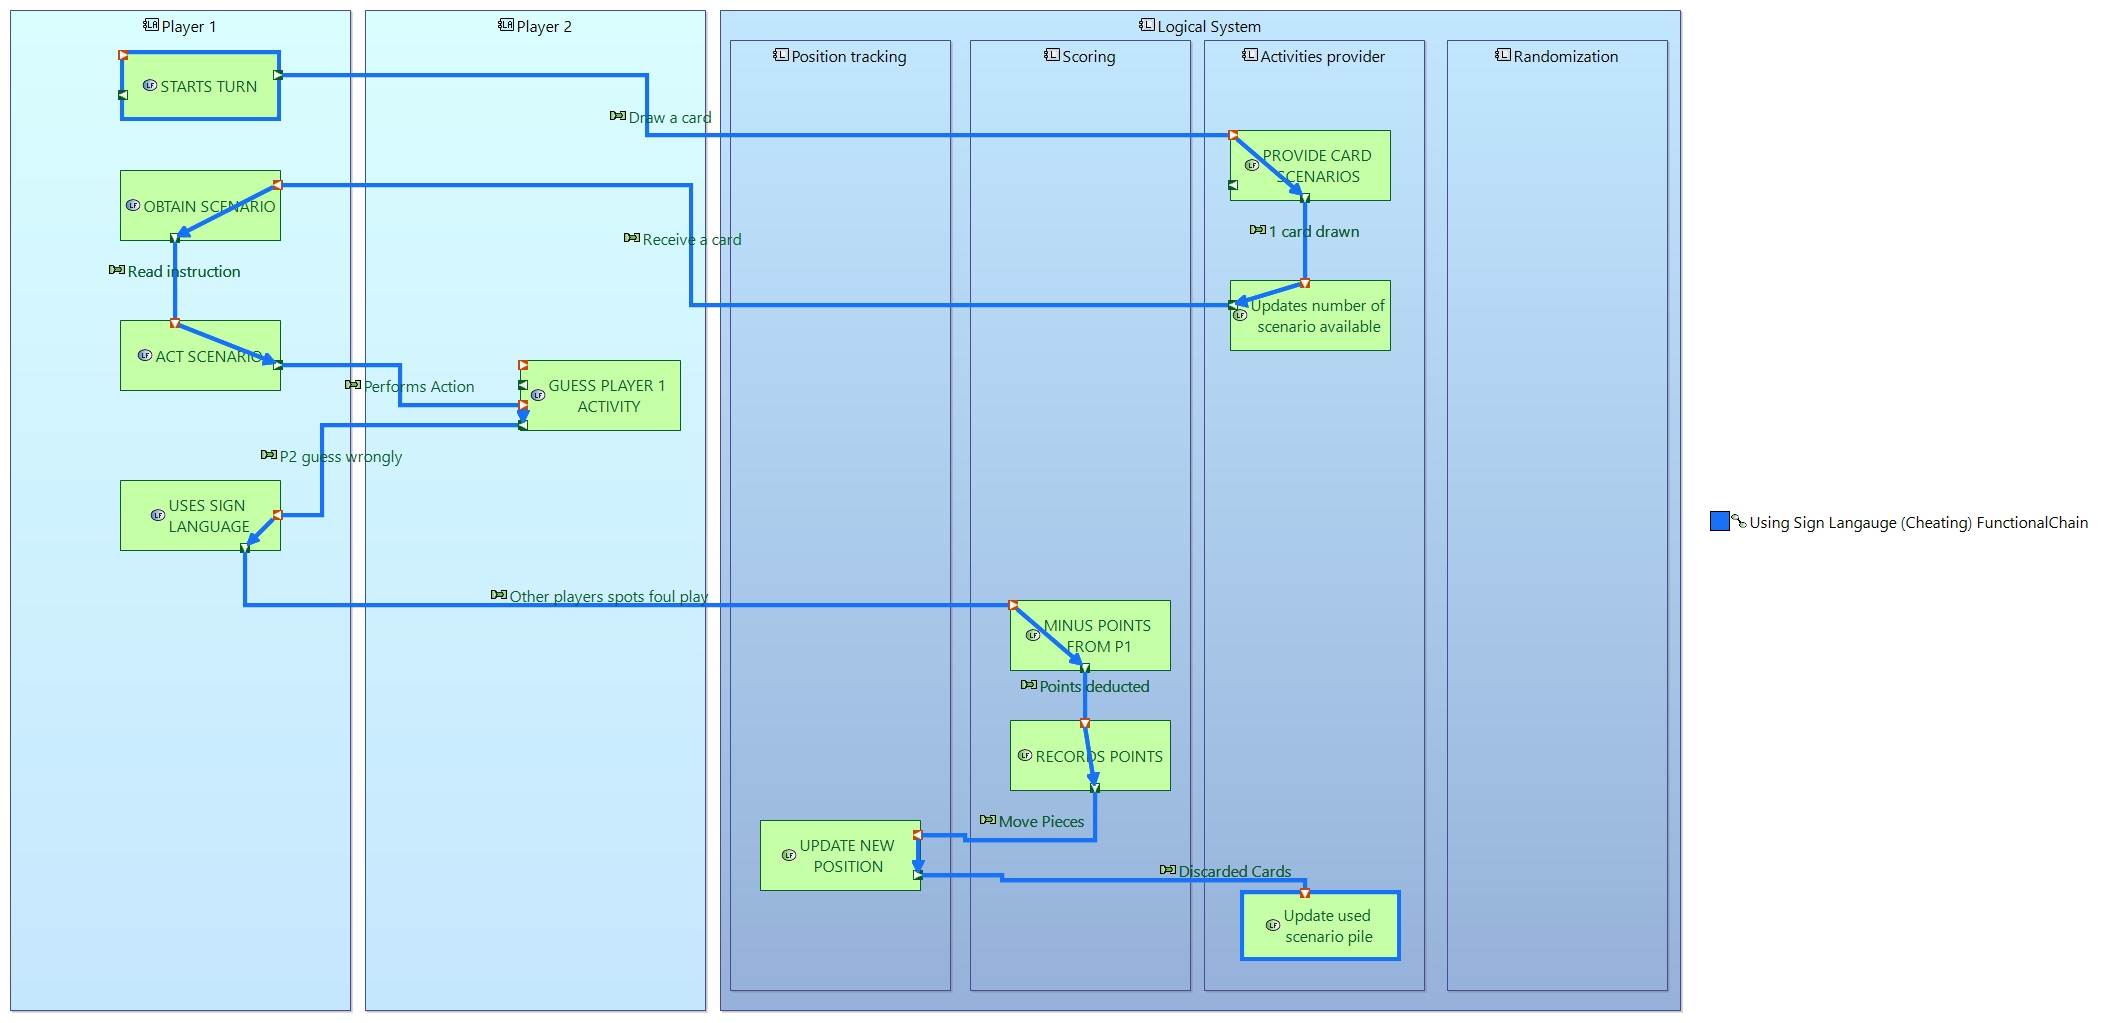 Player 1
Player 2
Logical System
Position tracking
Scoring
Activities provider
Randomization
STARTS TURN
Draw a card
PROVIDE CARD
SCENARIOS
OBTAIN SCENARIO
Receive a card
1 card drawn
Read instruction
Updates number of
scenario available
ACT SCENARIO
Performs Action
GUESS PLAYER 1
ACTIVITY
P2 guess wrongly
USES SIGN
LANGUAGE
Using Sign Langauge (Cheating) FunctionalChain
Other players spots foul play
MINUS POINTS
FROM P1
Points deducted
RECORDS POINTS
Move Pieces
UPDATE NEW
POSITION
Discarded Cards
Update used
scenario pile